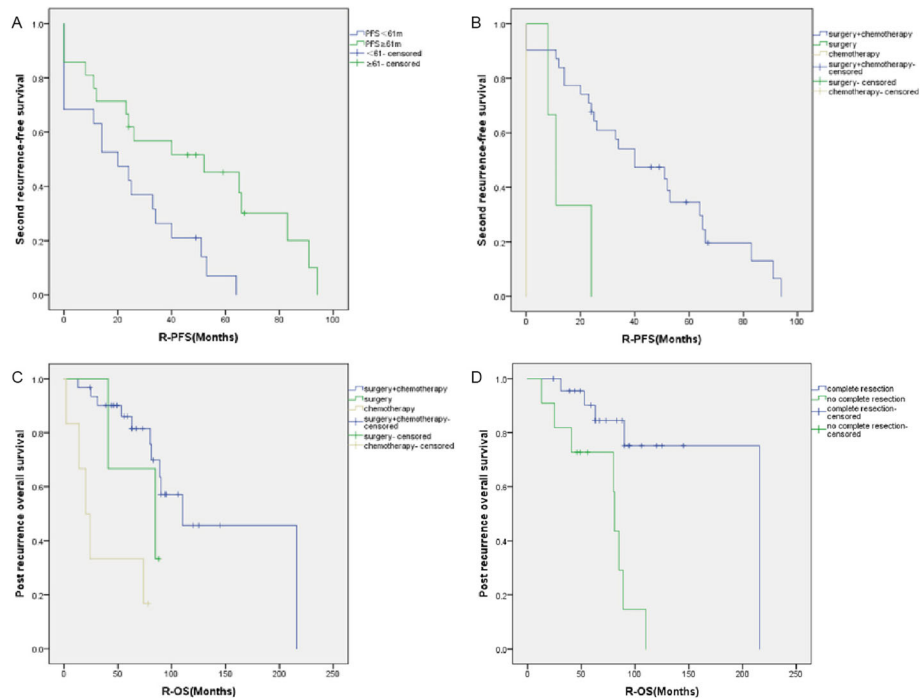 A
Second recurrence-free survival
1.0
0.8
0.6
0.4
0.2
0.0
0 20 40 60 80 100
R-PFS(Months)
PFS<61m
PFS≥61m
<61- censored
≥61- censored
B
Second recurrence-free survival
1.0
0.8
0.6
0.4
0.2
0.0
0 20 40 60 80 100
R-PFS(Months)
surgery+chemotherapy
surgery
chemotherapy
surgery+chemotherapy-
censored
surgery- censored
chemotherapy- censored
C
Post recurrence overall survival
1.0
0.8
0.6
0.4
0.2
0.0
0 50 100 150 200 250
R-OS(Months)
surgery+chemotherapy
surgery
chemotherapy
surgery+chemotherapy-
censored
surgery- censored
chemotherapy- censored
D
Post recurrence overall survival
1.0
0.8
0.6
0.4
0.2
0.0
0 50 100 150 200 250
R-OS(Months)
complete resection
no complete resection
complete resection-
censored
no complete resection-
censored